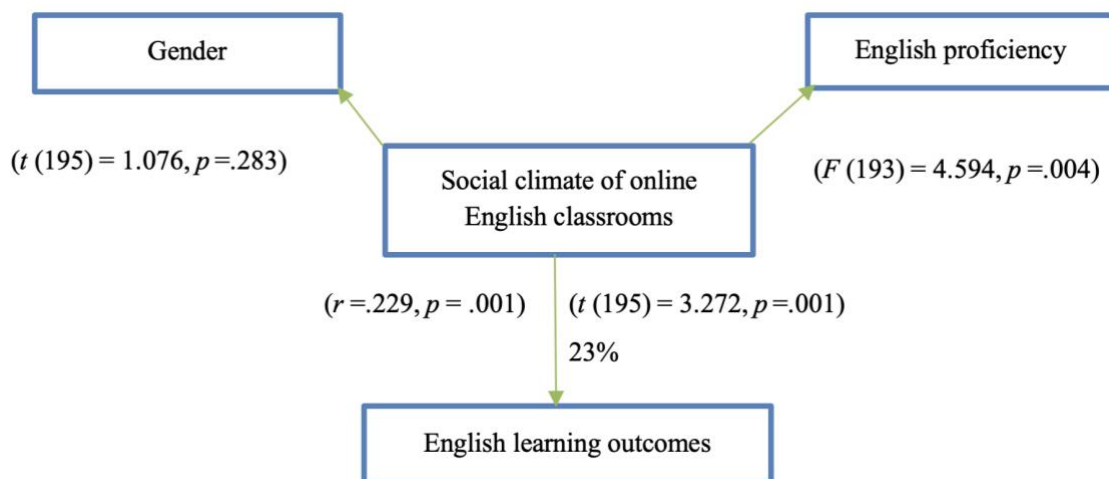 Gender
English proficiency
(t (195) = 1.076, p =.283)
(F (193) = 4.594, p =.004)
Social climate of online
English classrooms
(r =.229, p = .001)
(t (195) = 3.272, p=.001)
23%
English learning outcomes